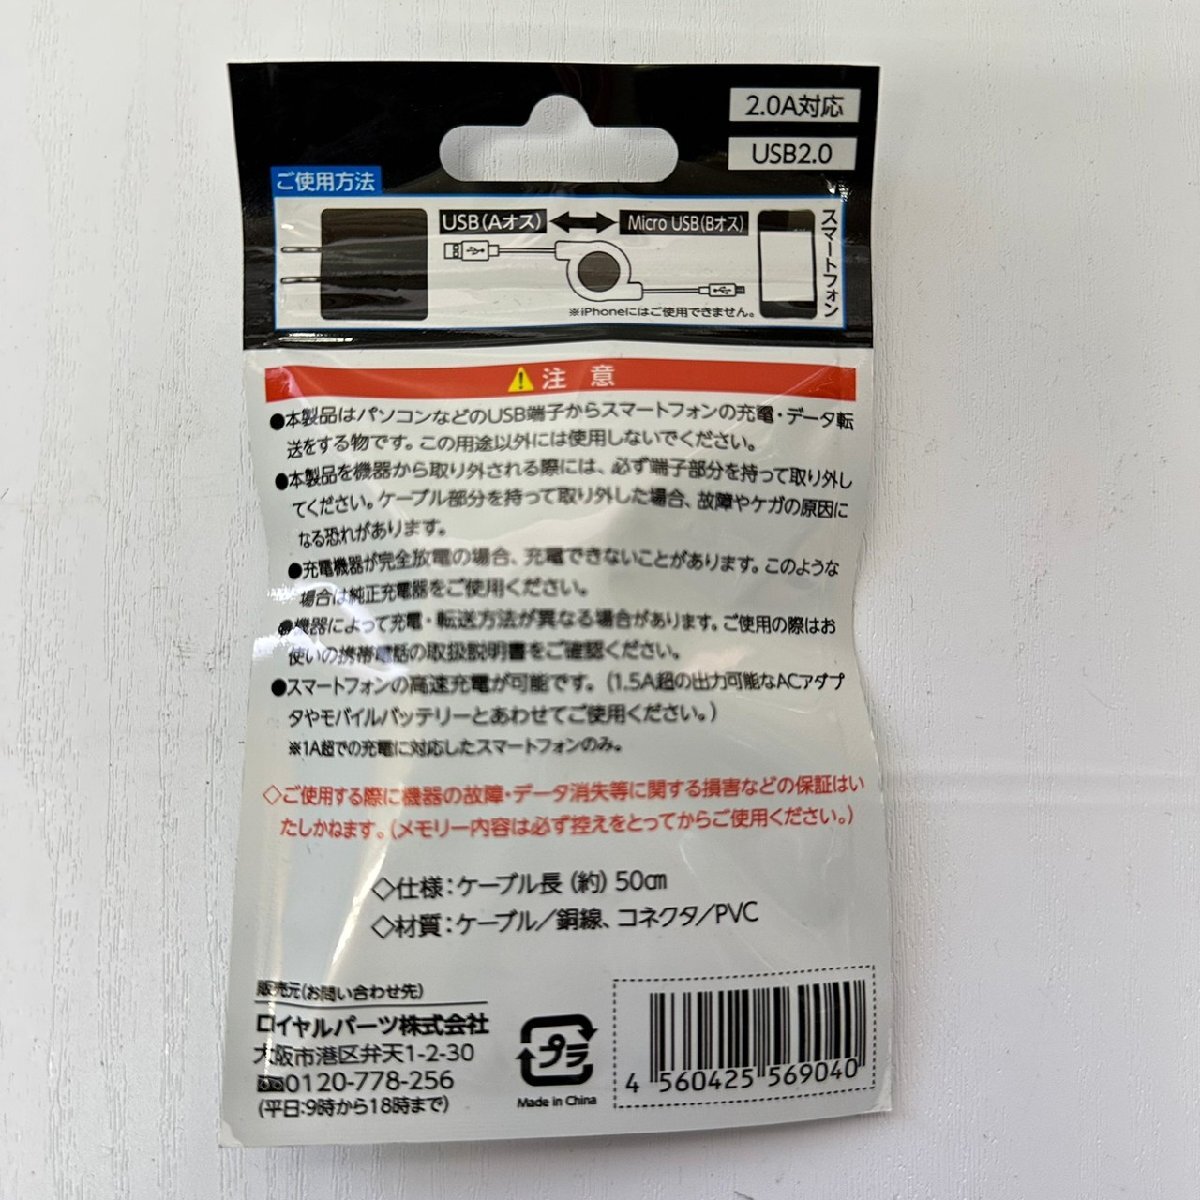 2.0A対応
USB2.0
ご使用方法
USB(Aオス)
Micro USB(Bオス)
スマートフォン
※iPhoneにはご使用できません。
注意
●本製品はパソコンなどのUSB端子からスマートフォンの充電・データ転
送をする物です。この用途以外には使用しないでください。
●本製品を機器から取り外される際には、必ず端子部分を持って取り外し
てください。ケーブル部分を持って取り外した場合、故障やケガの原因に
なる恐れがあります。
●充電機器が完全放電の場合、充電できないことがあります。このような
場合は純正充電器をご使用ください。
●機器によって充電・転送方法が異なる場合があります。ご使用の際はお
使いの携帯電話の取扱説明書をご確認ください。
●スマートフォンの高速充電が可能です。(1.5A超の出力可能なACアダプ
タやモバイルバッテリーとあわせてご使用ください。)
※1A超での充電に対応したスマートフォンのみ。
◇ご使用する際に機器の故障・データ消失等に関する損害などの保証はい
たしかねます。(メモリー内容は必ず控えをとってからご使用ください。)
◇仕様:ケーブル長(約)50㎝
◇材質:ケーブル/銅線、コネクタ/PVC
販売元(お問い合わせ先)
ロイヤルパーツ株式会社
大阪市港区弁天1-2-30
0120-778-256
(平日:9時から18時まで)
プラ
Made in China
4 560425 569040